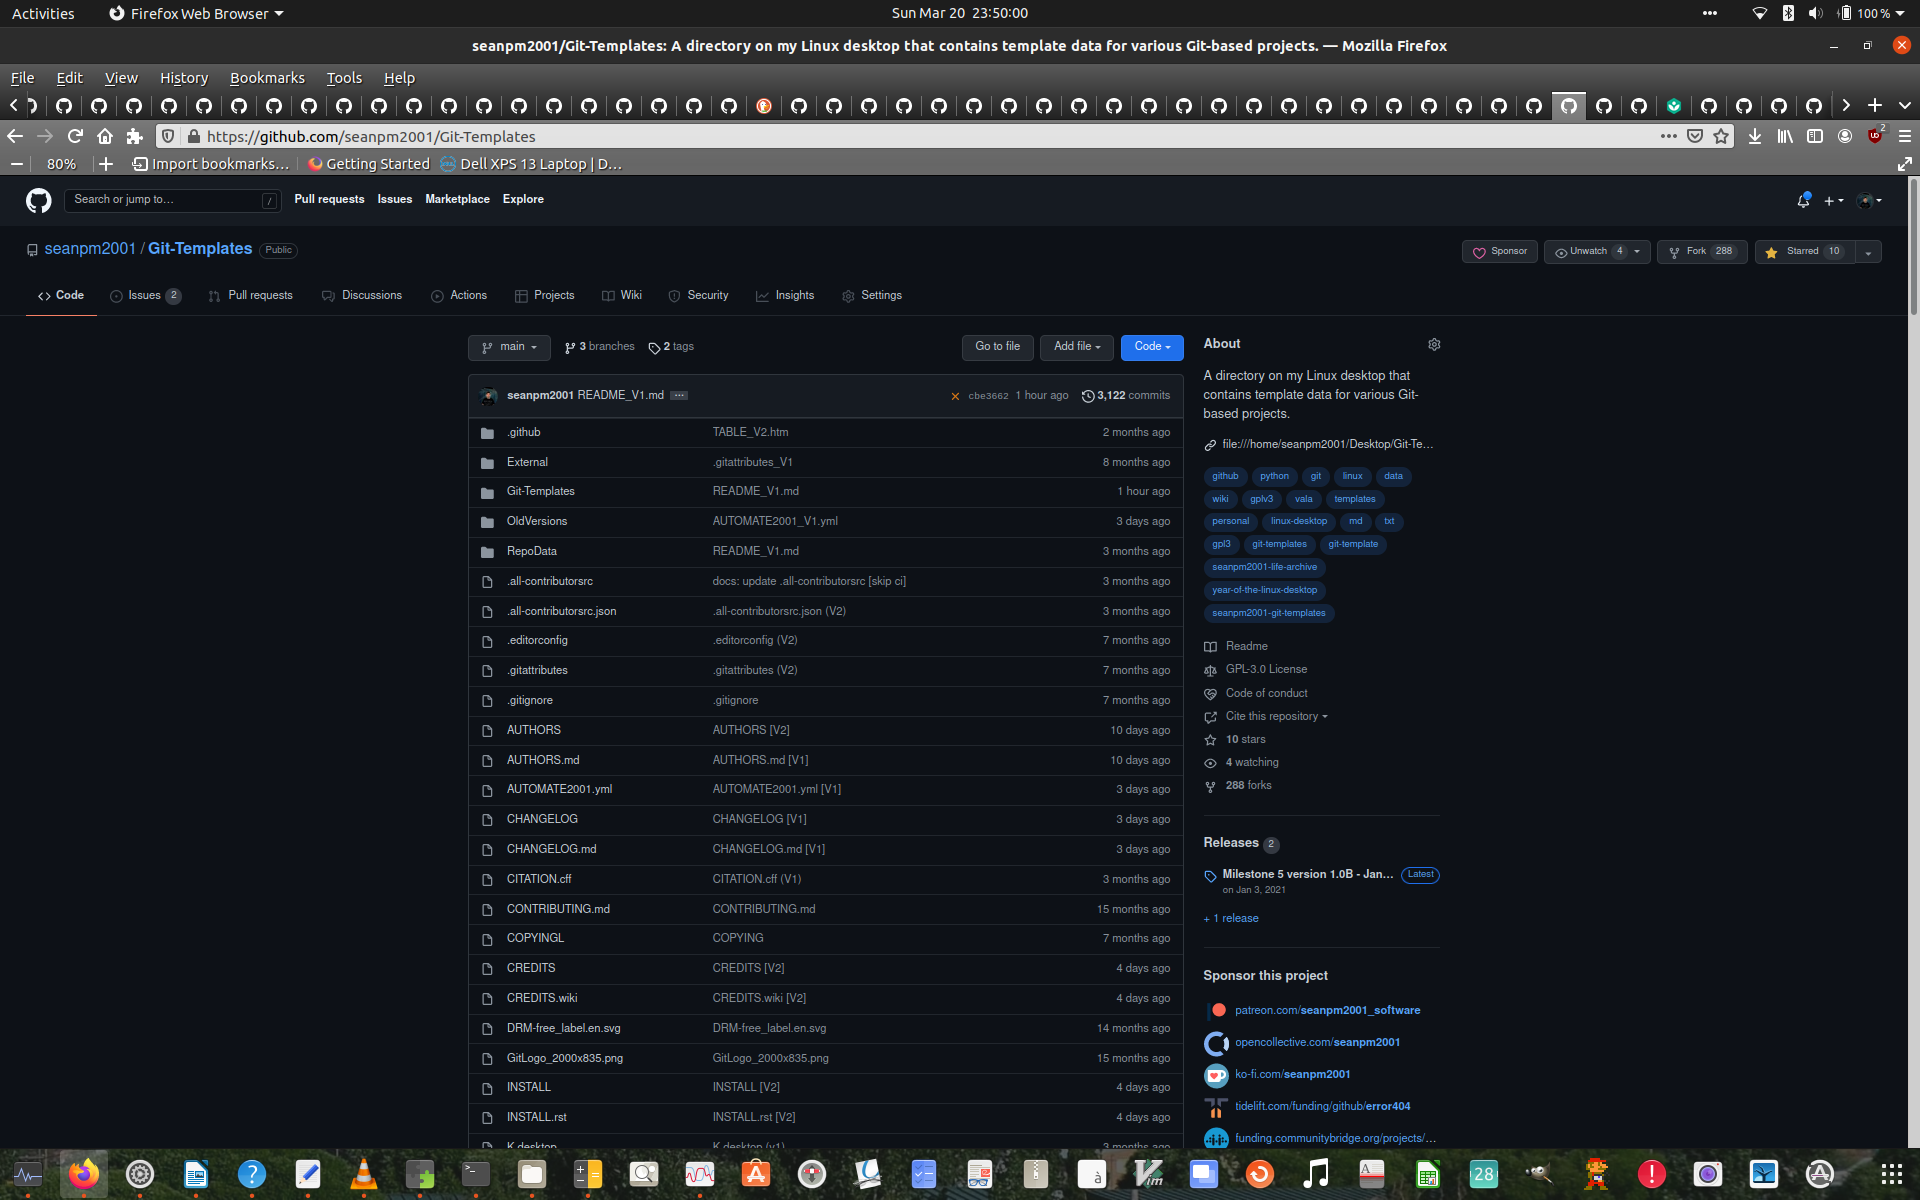 Activities Firefox Web Browser Sun Mar 20 23:50:00 100 %
seanpm2001/Git-Templates: A directory on my Linux desktop that contains template data for various Git-based projects. — Mozilla Firefox
File Edit View History Bookmarks Tools Help
https://github.com/seanpm2001/Git-Templates 2
80% Import bookmarks… Getting Started Dell XPS 13 Laptop | D…
Search or jump to… / Pull requests Issues Marketplace Explore
seanpm2001 / Git-Templates Public Sponsor Unwatch 4 Fork 288 Starred 10
Code Issues 2 Pull requests Discussions Actions Projects Wiki Security Insights Settings
main 3 branches 2 tags Go to file Add file Code
seanpm2001 README_V1.md ... cbe3662 1 hour ago 3,122 commits
.github TABLE_V2.htm 2 months ago
External .gitattributes_V1 8 months ago
Git-Templates README_V1.md 1 hour ago
OldVersions AUTOMATE2001_V1.yml 3 days ago
RepoData README_V1.md 3 months ago
.all-contributorsrc docs: update .all-contributorsrc [skip ci] 3 months ago
.all-contributorsrc.json .all-contributorsrc.json (V2) 3 months ago
.editorconfig .editorconfig (V2) 7 months ago
.gitattributes .gitattributes (V2) 7 months ago
.gitignore .gitignore 7 months ago
AUTHORS AUTHORS [V2] 10 days ago
AUTHORS.md AUTHORS.md [V1] 10 days ago
AUTOMATE2001.yml AUTOMATE2001.yml [V1] 3 days ago
CHANGELOG CHANGELOG [V1] 3 days ago
CHANGELOG.md CHANGELOG.md [V1] 3 days ago
CITATION.cff CITATION.cff (V1) 3 months ago
CONTRIBUTING.md CONTRIBUTING.md 15 months ago
COPYINGL COPYING 7 months ago
CREDITS CREDITS [V2] 4 days ago
CREDITS.wiki CREDITS.wiki [V2] 4 days ago
DRM-free_label.en.svg DRM-free_label.en.svg 14 months ago
GitLogo_2000x835.png GitLogo_2000x835.png 15 months ago
INSTALL INSTALL [V2] 4 days ago
INSTALL.rst INSTALL.rst [V2] 4 days ago
K.desktop K.desktop (v1) 3 months ago
About
A directory on my Linux desktop that
contains template data for various Git-
based projects.
file:///home/seanpm2001/Desktop/Git-Te…
github python git linux data
wiki gplv3 vala templates
personal linux-desktop md txt
gpl3 git-templates git-template
seanpm2001-life-archive
year-of-the-linux-desktop
seanpm2001-git-templates
Readme
GPL-3.0 License
Code of conduct
Cite this repository
10 stars
4 watching
288 forks
Releases 2
Milestone 5 version 1.0B - Jan… Latest
on Jan 3, 2021
+ 1 release
Sponsor this project
patreon.com/seanpm2001_software
opencollective.com/seanpm2001
ko-fi.com/seanpm2001
tidelift.com/funding/github/error404
funding.communitybridge.org/projects/…
28